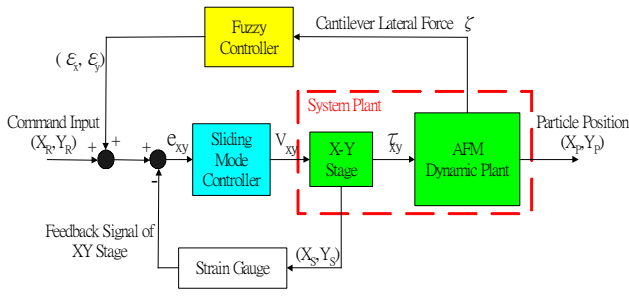 Fuzzy
Controller
Cantilever Lateral Force ζ
( εx, εy)
System Plant
Command Input
(XR,YR)
+
+
+
-
exy
Sliding
Mode
Controller
Vxy
X-Y
Stage
τxy
AFM
Dynamic Plant
Particle Position
(XP,YP)
Feedback Signal of
XY Stage
Strain Gauge
(XS,YS)